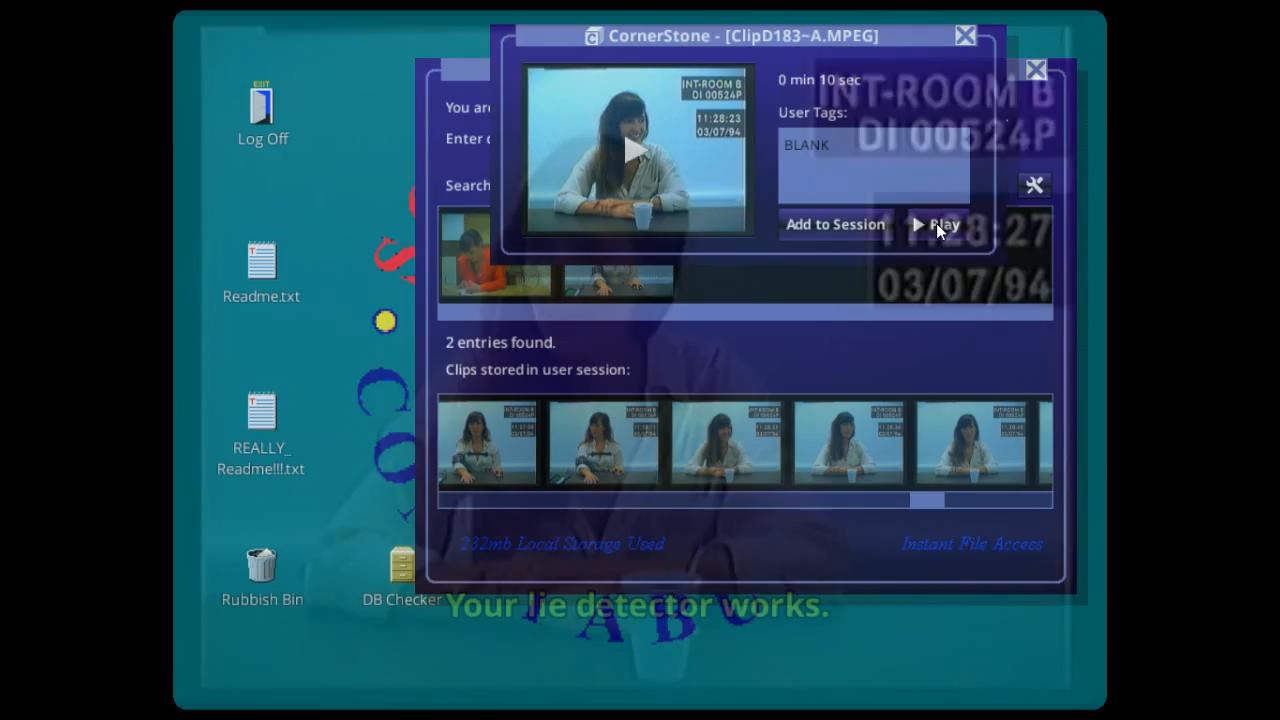 CornerStone - [ClipD183~A.MPEG]
INT-ROOM B
DI 00524P
11:28:23
03/07/94
0 min 10 sec
User Tags:
BLANK
Add to Session
Play
INT-ROOM B
DI 00524P
11:28:27
03/07/94
You are
Enter
Search
2 entries found.
Clips stored in user session:
232mb Local Storage Used
Instant File Access
Your lie detector works.
EXIT
Log Off
Readme.txt
REALLY_
Readme!!!.txt
Rubbish Bin
DB Checker